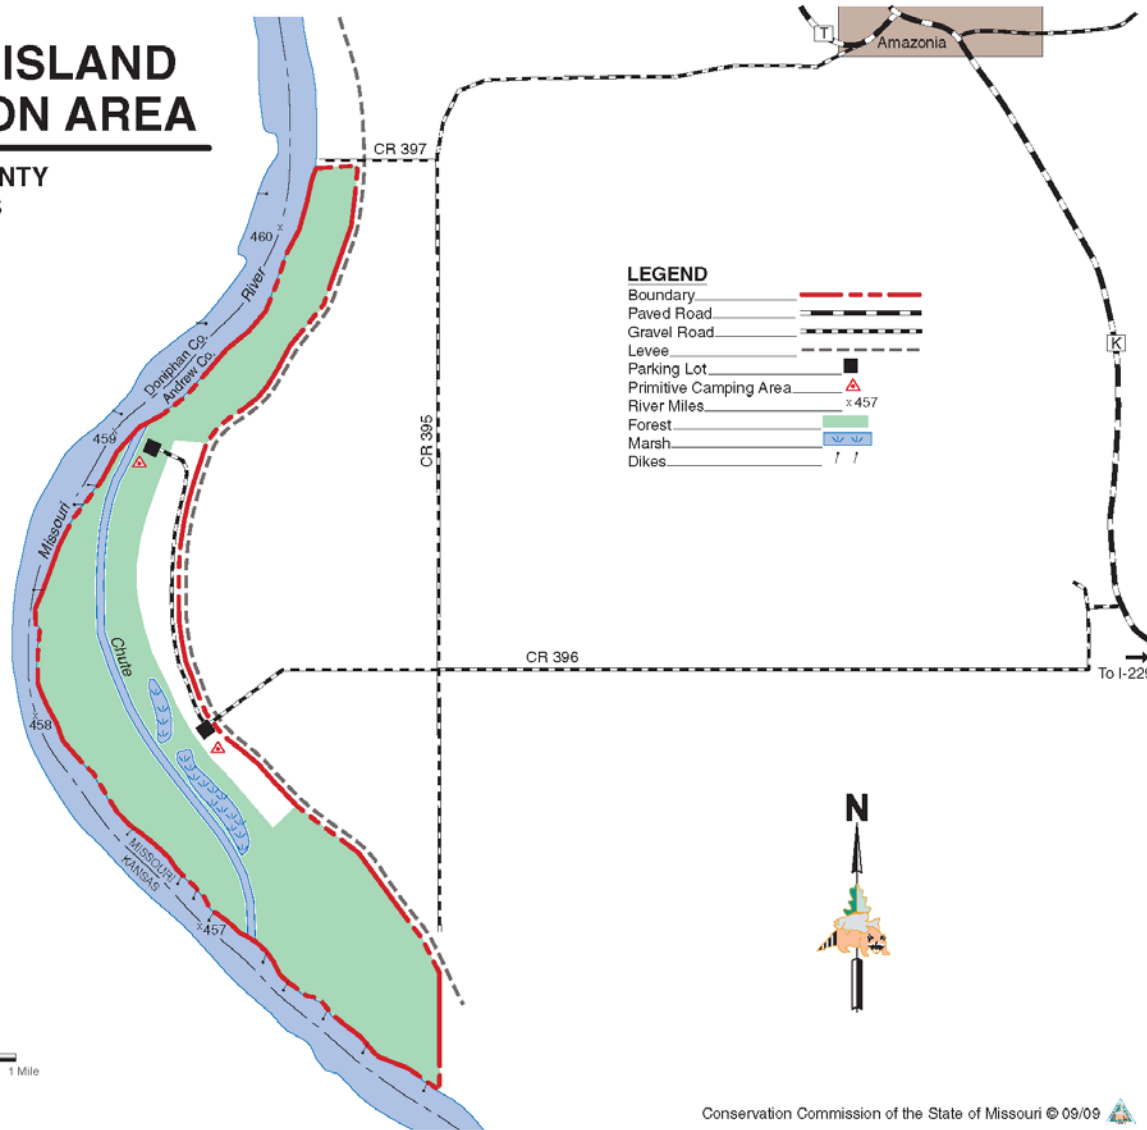 ISLAND
ON AREA
NTY
S
T
Amazonia
CR 397
460
River
Doniphan Co.
Andrew Co.
459
Missouri
CR 395
K
LEGEND
Boundary
Paved Road
Gravel Road
Levee
Parking Lot
Primitive Camping Area
River Miles x 457
Forest
Marsh
Dikes
Chute
CR 396
To I-229
458
MISSOURI
KANSAS
x457
N
1 Mile
Conservation Commission of the State of Missouri © 09/09